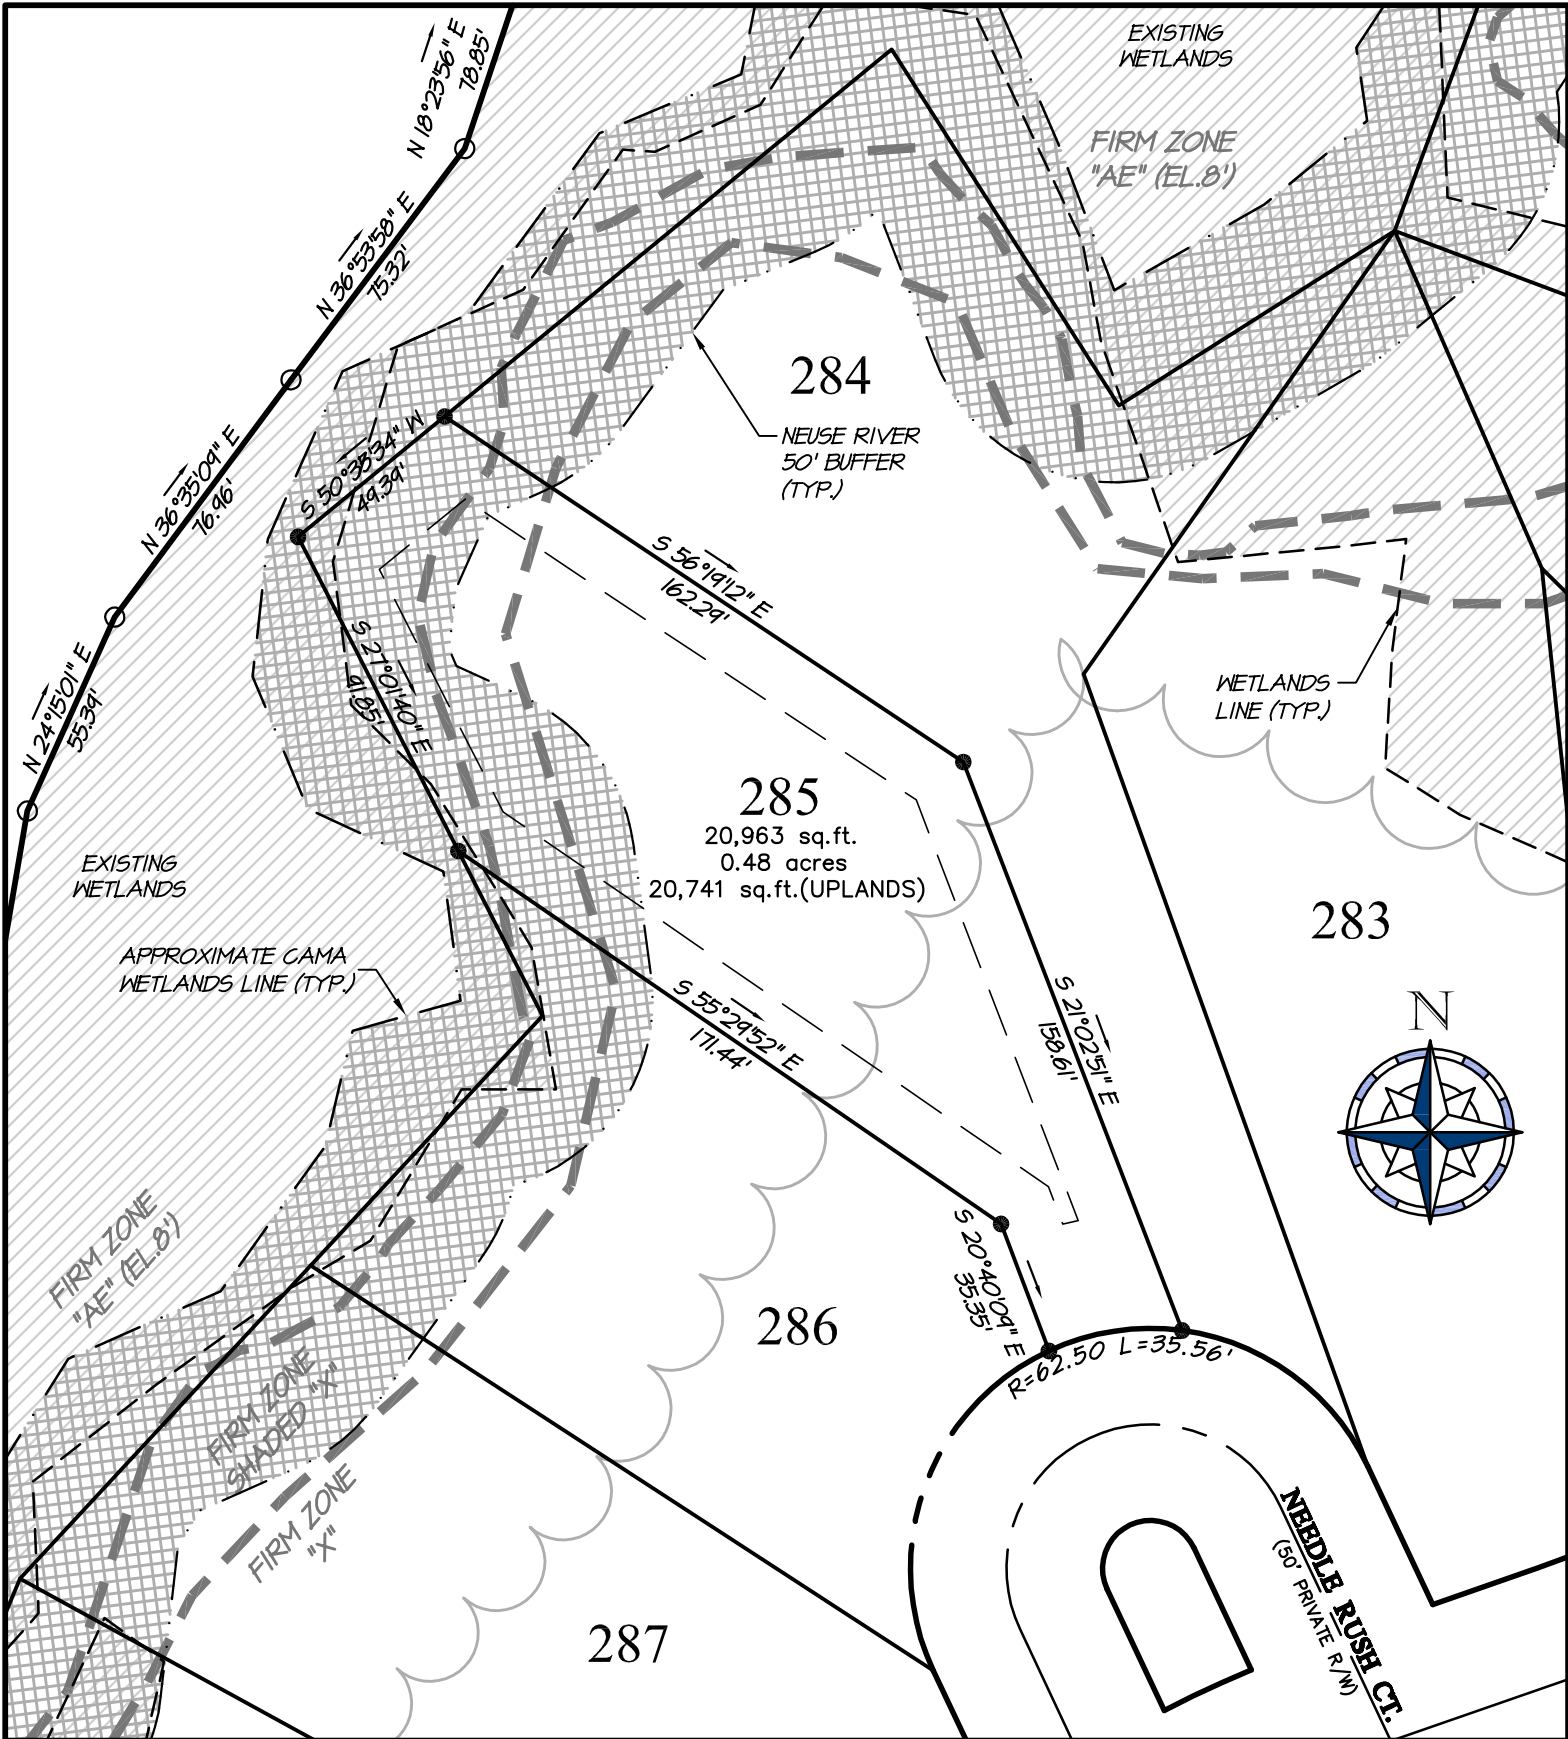 N 18°23'56" E
78.85'
EXISTING
WETLANDS
FIRM ZONE
"AE" (EL.8')
N 36°53'58" E
75.32'
284
NEUSE RIVER
50' BUFFER
(TYP.)
S 50°38'34" W
49.39'
N 36°35'09" E
76.96'
S 56°19'12" E
162.29'
S 27°01'40" E
91.85'
N 24°15'01" E
55.39'
WETLANDS
LINE (TYP.)
285
20,963 sq.ft.
0.48 acres
20,741 sq.ft.(UPLANDS)
EXISTING
WETLANDS
283
APPROXIMATE CAMA
WETLANDS LINE (TYP.)
S 55°29'52" E
171.44'
S 21°02'51" E
158.61'
N
FIRM ZONE
"AE" (EL.8')
S 20°40'09" E
35.35'
286
R=62.50 L=35.56'
FIRM ZONE
SHADED "X"
FIRM ZONE
"X"
NEEDLE RUSH CT.
(50' PRIVATE R/W)
287